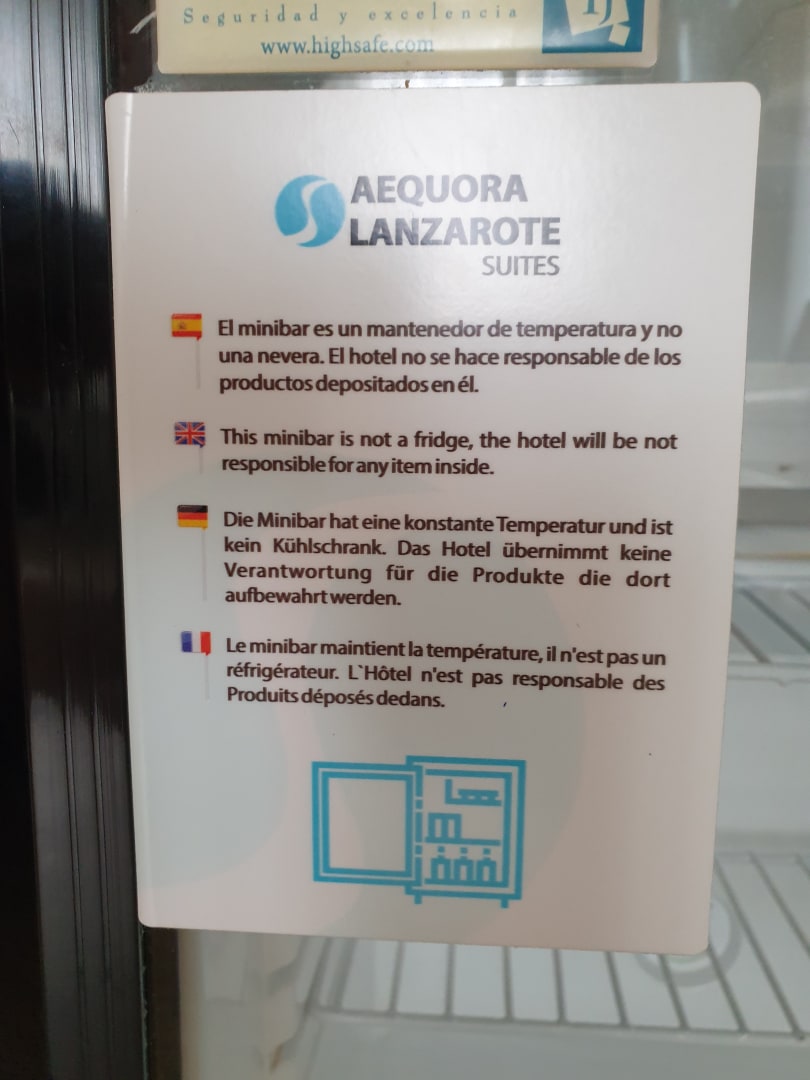 Seguridad y excelencia
www.highsafe.com
AEQUORA
LANZAROTE
SUITES
El minibar es un mantenedor de temperatura y no
una nevera. El hotel no se hace responsable de los
productos depositados en él.
This minibar is not a fridge, the hotel will be not
responsible for any item inside.
Die Minibar hat eine konstante Temperatur und ist
kein Kühlschrank. Das Hotel übernimmt keine
Verantwortung für die Produkte die dort
aufbewahrt werden.
Le minibar maintient la température, il n'est pas un
réfrigérateur. L`Hôtel n'est pas responsable des
Produits déposés dedans.